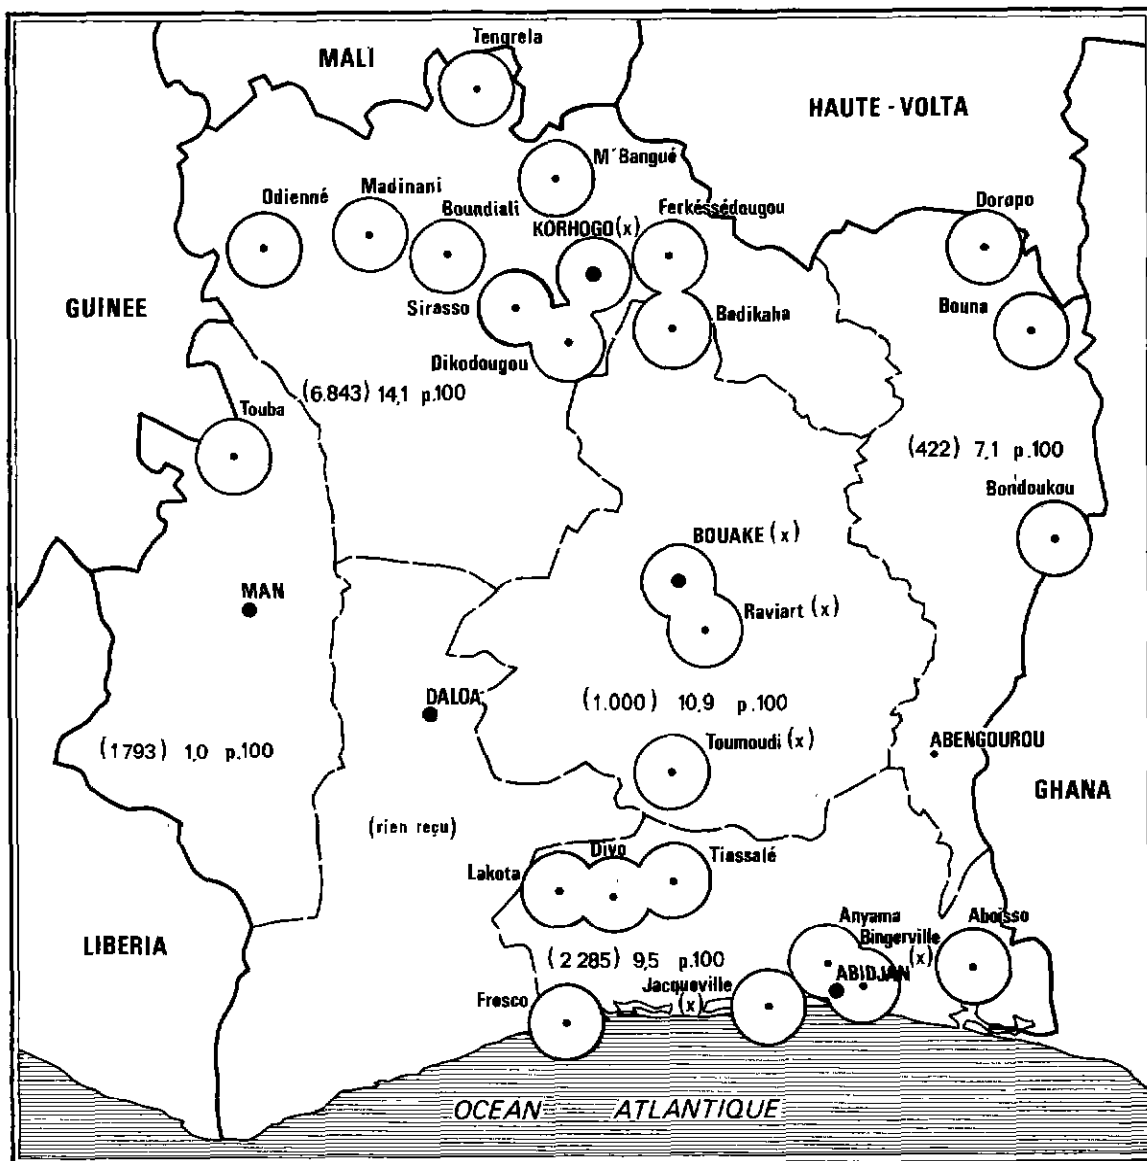 Tengrela
MALI
HAUTE - VOLTA
M'Bangué
Odienné
Madinani
Boundiali
KORHOGO (x)
Ferkéssédougou
Doropo
GUINEE
Sirasso
Dikodougou
Badikaha
Bouna
Touba
(6.843) 14,1 p.100
(422) 7,1 p.100
Bondoukou
BOUAKE (x)
MAN
Raviart (x)
DALOA
(1.000) 10,9 p.100
(1793) 1,0 p.100
Toumoudi (x)
ABENGOUROU
GHANA
(rien reçu)
Lakota
Divo
Tiassalé
LIBERIA
(2 285) 9,5 p.100
Anyama
Bingerville
(x)
Aboisso
ABIDJAN
Jacqueville
(x)
Fresco
OCEAN ATLANTIQUE